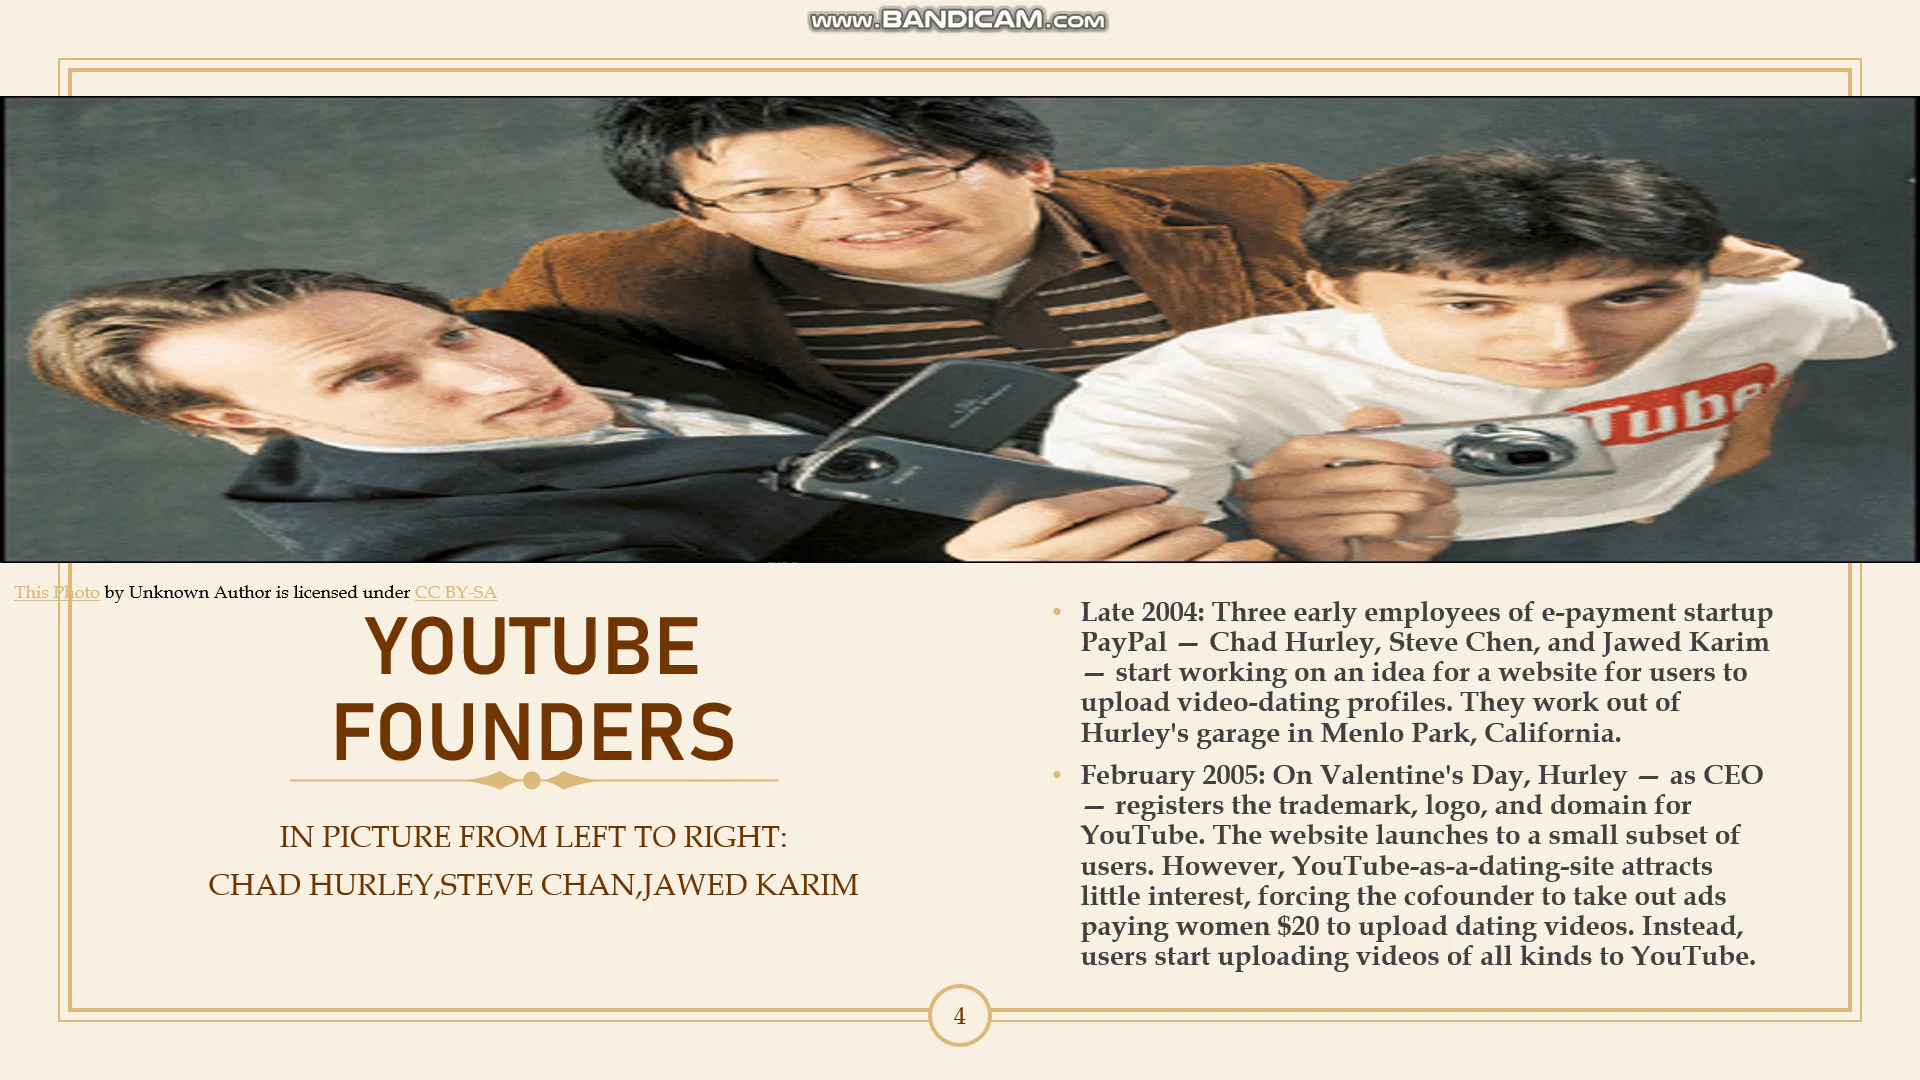 www.BANDICAM.com
Tube
This Photo by Unknown Author is licensed under CC BY-SA
YOUTUBE
FOUNDERS
IN PICTURE FROM LEFT TO RIGHT:
CHAD HURLEY,STEVE CHAN,JAWED KARIM
• Late 2004: Three early employees of e-payment startup
PayPal — Chad Hurley, Steve Chen, and Jawed Karim
— start working on an idea for a website for users to
upload video-dating profiles. They work out of
Hurley's garage in Menlo Park, California.
• February 2005: On Valentine's Day, Hurley — as CEO
— registers the trademark, logo, and domain for
YouTube. The website launches to a small subset of
users. However, YouTube-as-a-dating-site attracts
little interest, forcing the cofounder to take out ads
paying women $20 to upload dating videos. Instead,
users start uploading videos of all kinds to YouTube.
4